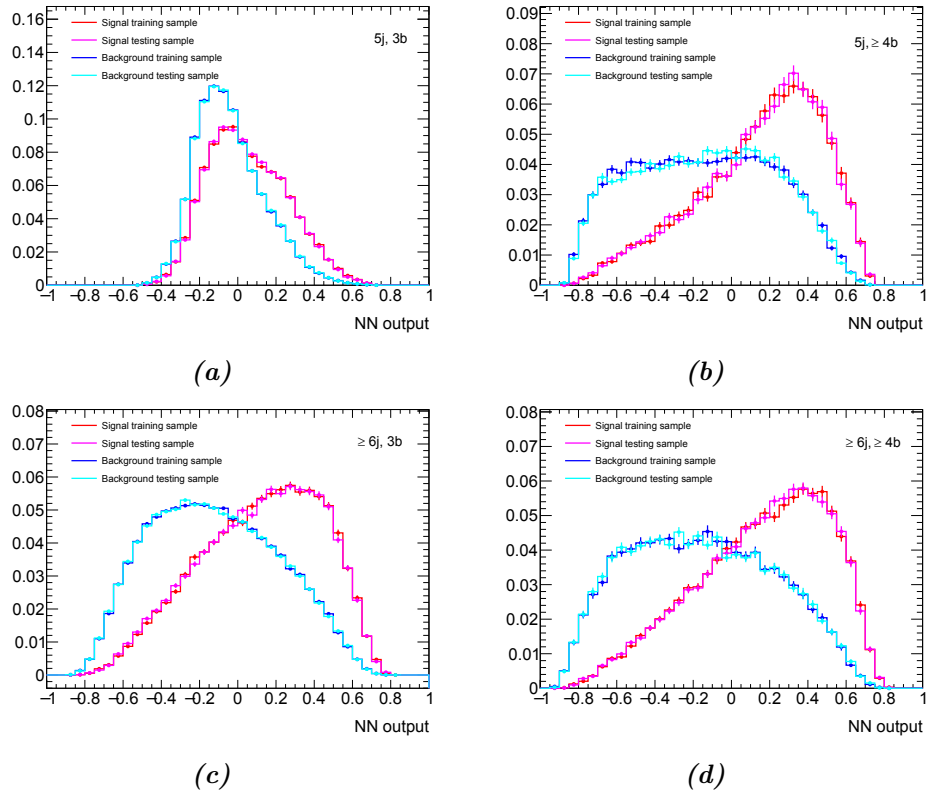 Signal training sample
Signal testing sample
Background training sample
Background testing sample
5j, 3b
0.16
0.14
0.12
0.10
0.08
0.06
0.04
0.02
0
−1 −0.8 −0.6 −0.4 −0.2 0 0.2 0.4 0.6 0.8 1
NN output
(a)
Signal training sample
Signal testing sample
Background training sample
Background testing sample
5j, ≥ 4b
0.09
0.08
0.07
0.06
0.05
0.04
0.03
0.02
0.01
0
−1 −0.8 −0.6 −0.4 −0.2 0 0.2 0.4 0.6 0.8 1
NN output
(b)
Signal training sample
Signal testing sample
Background training sample
Background testing sample
≥ 6j, 3b
0.08
0.07
0.06
0.05
0.04
0.03
0.02
0.01
0
−1 −0.8 −0.6 −0.4 −0.2 0 0.2 0.4 0.6 0.8 1
NN output
(c)
Signal training sample
Signal testing sample
Background training sample
Background testing sample
≥ 6j, ≥ 4b
0.08
0.07
0.06
0.05
0.04
0.03
0.02
0.01
0
−1 −0.8 −0.6 −0.4 −0.2 0 0.2 0.4 0.6 0.8 1
NN output
(d)